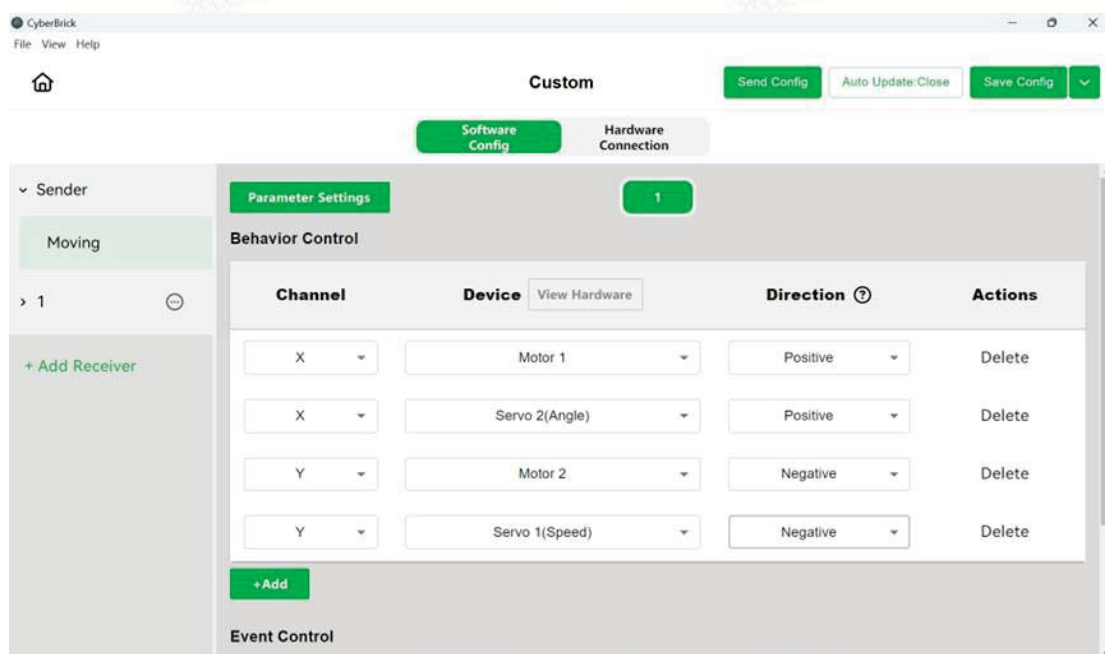 CyberBrick
File View Help
Custom
Send Config
Auto Update:Close
Save Config
Software
Config
Hardware
Connection
Sender
Moving
1
+ Add Receiver
Parameter Settings
1
Behavior Control
Channel Device View Hardware Direction ? Actions
X Motor 1 Positive Delete
X Servo 2(Angle) Positive Delete
Y Motor 2 Negative Delete
Y Servo 1(Speed) Negative Delete
+Add
Event Control